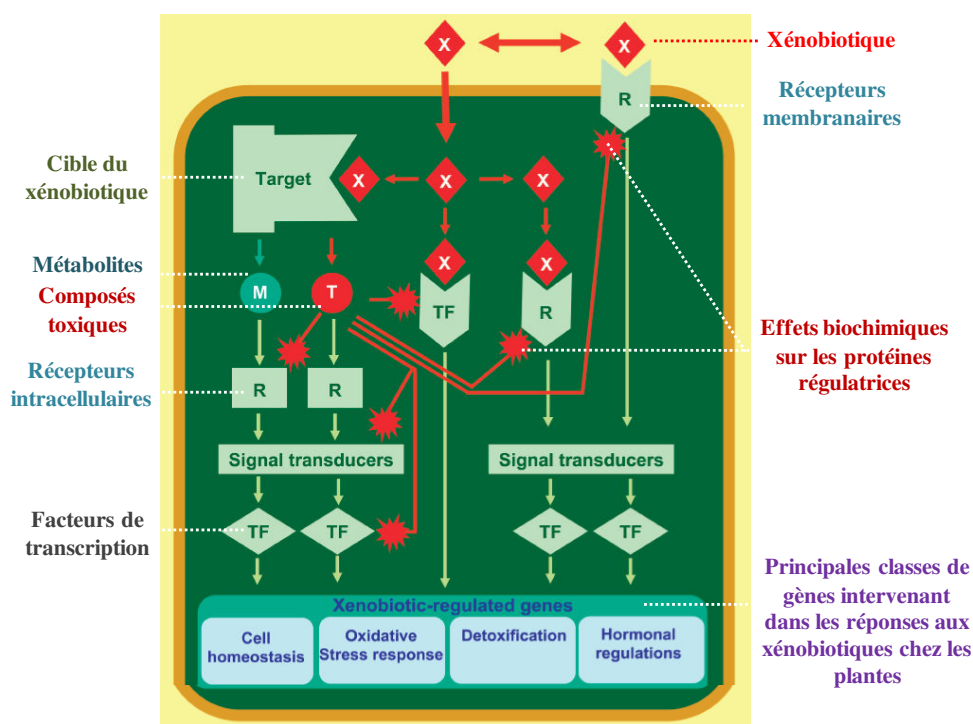 X
X
Xénobiotique
R
Récepteurs
membranaires
Cible du
xénobiotique
Target
X
X
X
Métabolites
Composés
toxiques
M
T
X
TF
X
R
Effets biochimiques
sur les protéines
régulatrices
Récepteurs
intracellulaires
R
R
Signal transducers
Signal transducers
Facteurs de
transcription
TF
TF
TF
TF
Principales classes de
gènes intervenant
dans les réponses aux
xénobiotiques chez les
plantes
Xenobiotic-regulated genes
Cell
homeostasis
Oxidative
Stress response
Detoxification
Hormonal
regulations